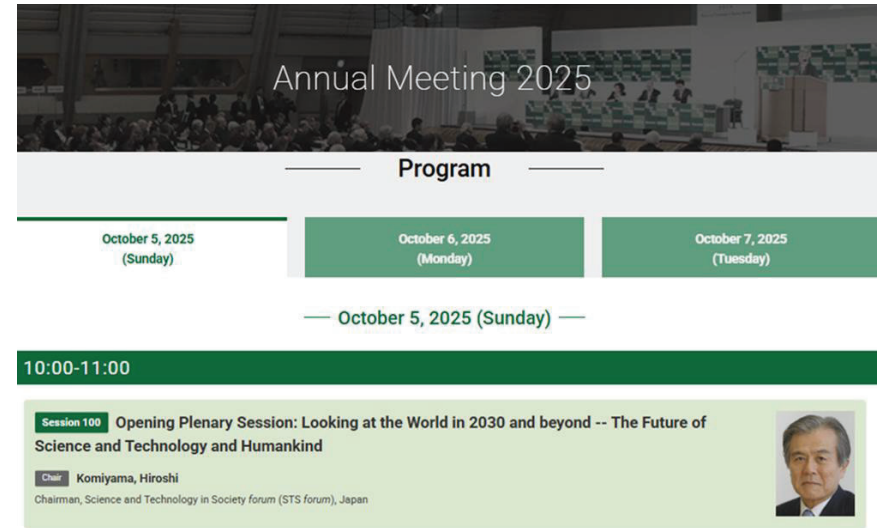 Annual Meeting 2025
Program
October 5, 2025
(Sunday)
October 6, 2025
(Monday)
October 7, 2025
(Tuesday)
October 5, 2025 (Sunday)
10:00-11:00
Session 100 Opening Plenary Session: Looking at the World in 2030 and beyond -- The Future of
Science and Technology and Humankind
Chair Komiyama, Hiroshi
Chairman, Science and Technology in Society forum (STS forum), Japan